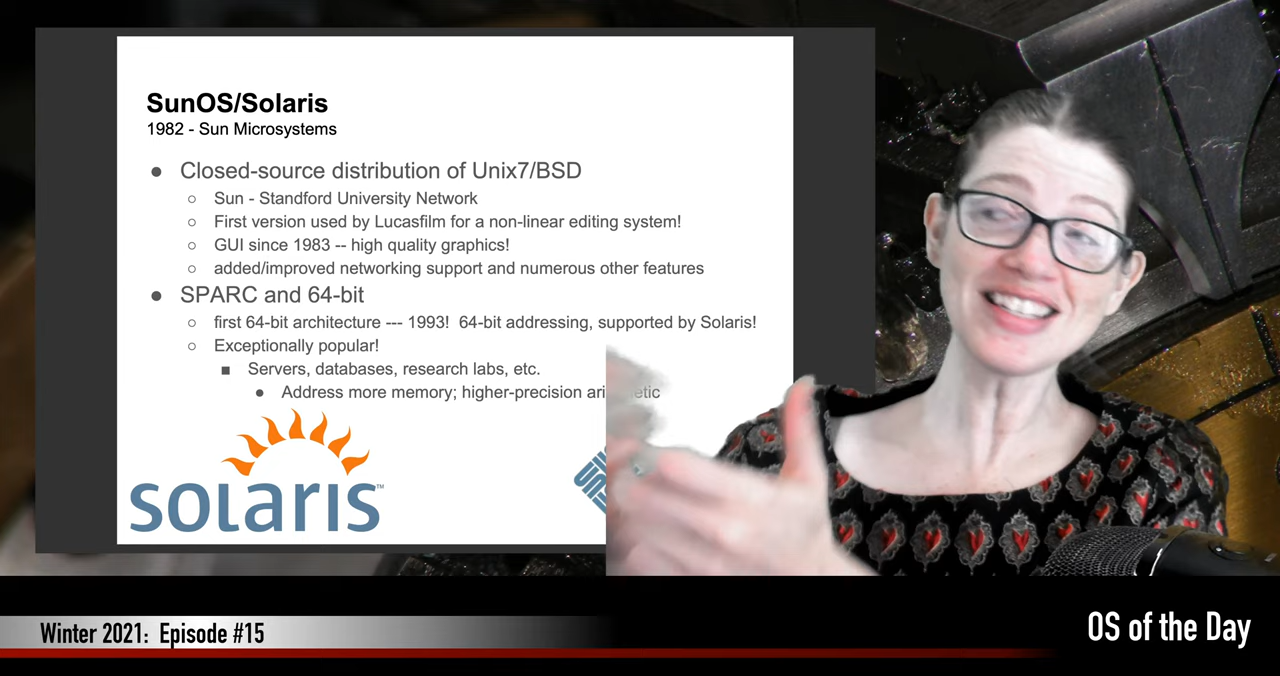 SunOS/Solaris
1982 - Sun Microsystems
● Closed-source distribution of Unix7/BSD
○ Sun - Standford University Network
○ First version used by Lucasfilm for a non-linear editing system!
○ GUI since 1983 -- high quality graphics!
○ added/improved networking support and numerous other features
● SPARC and 64-bit
○ first 64-bit architecture --- 1993! 64-bit addressing, supported by Solaris!
○ Exceptionally popular!
■ Servers, databases, research labs, etc.
● Address more memory; higher-precision
solaris™
Winter 2021: Episode #15
OS of the Day